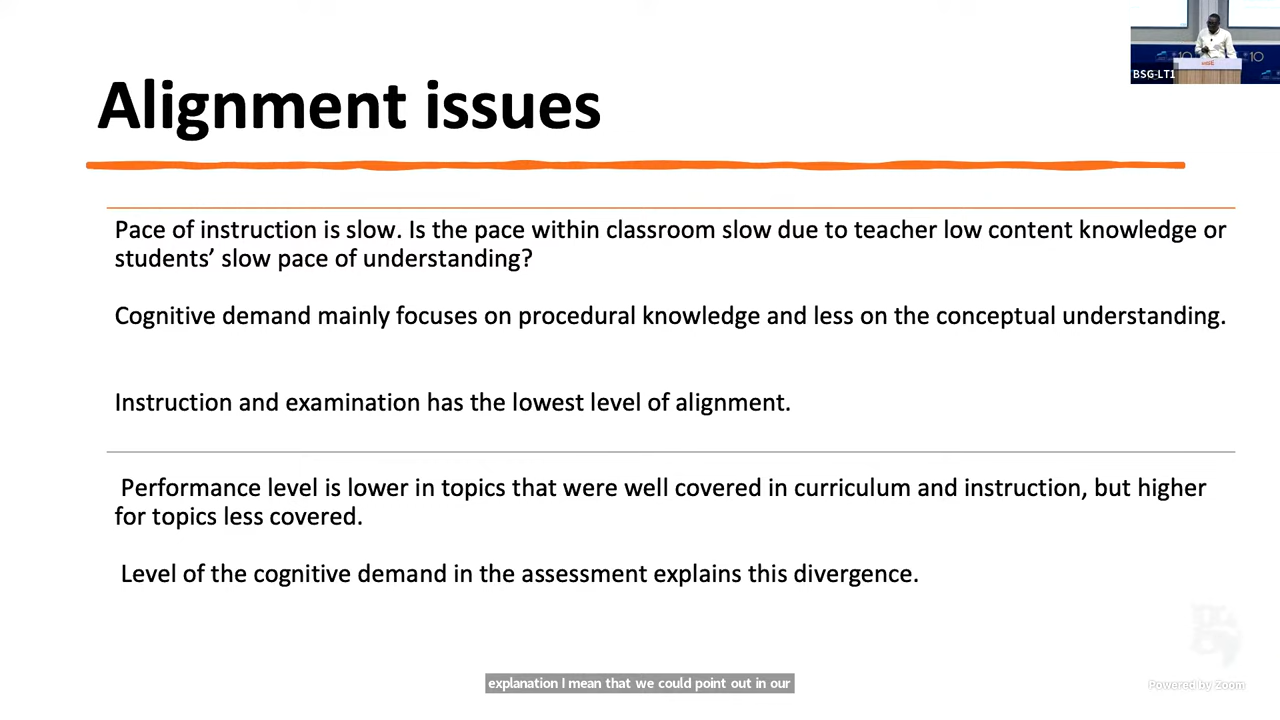 BSG-LT1
10
Alignment issues
Pace of instruction is slow. Is the pace within classroom slow due to teacher low content knowledge or
students’ slow pace of understanding?
Cognitive demand mainly focuses on procedural knowledge and less on the conceptual understanding.
Instruction and examination has the lowest level of alignment.
Performance level is lower in topics that were well covered in curriculum and instruction, but higher
for topics less covered.
Level of the cognitive demand in the assessment explains this divergence.
explanation I mean that we could point out in our
Powered by Zoom